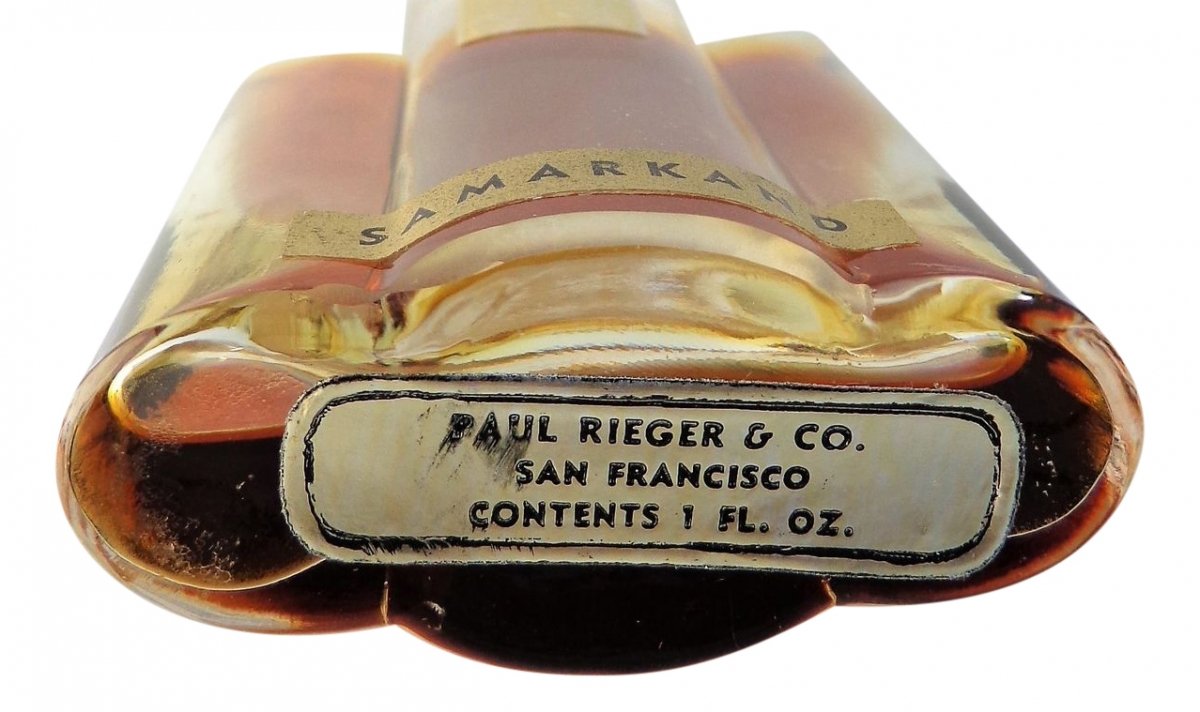 SAMARKAND
PAUL RIEGER & CO.
SAN FRANCISCO
CONTENTS 1 FL. OZ.